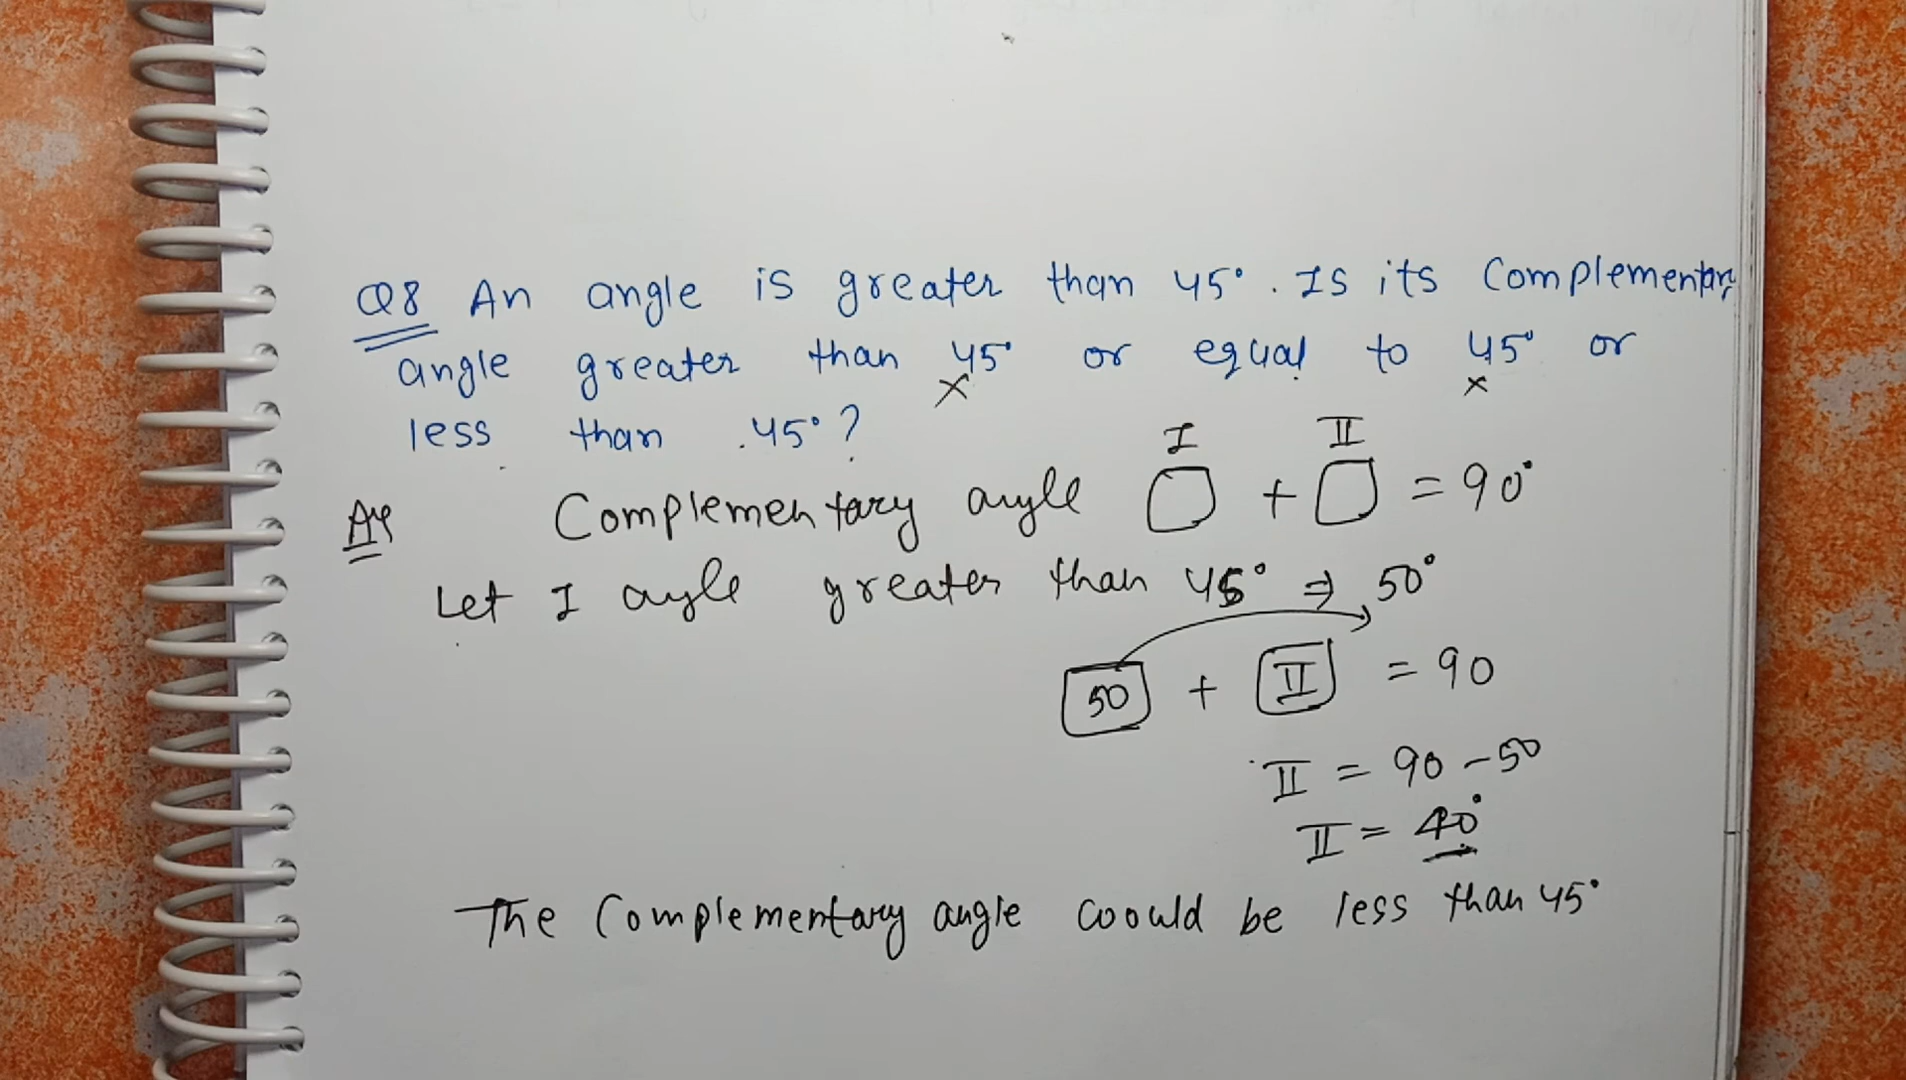 Q8 An angle is greater than 45°. Is its Complementary
angle greater than 45° or equal to 45° or
less than 45°?
x x
I II
Complementary angle □ + □ = 90°
Let I angle greater than 45° ⇒ 50°
50 + II = 90
II = 90 - 50
II = 40°
The Complementary angle coould be less than 45°